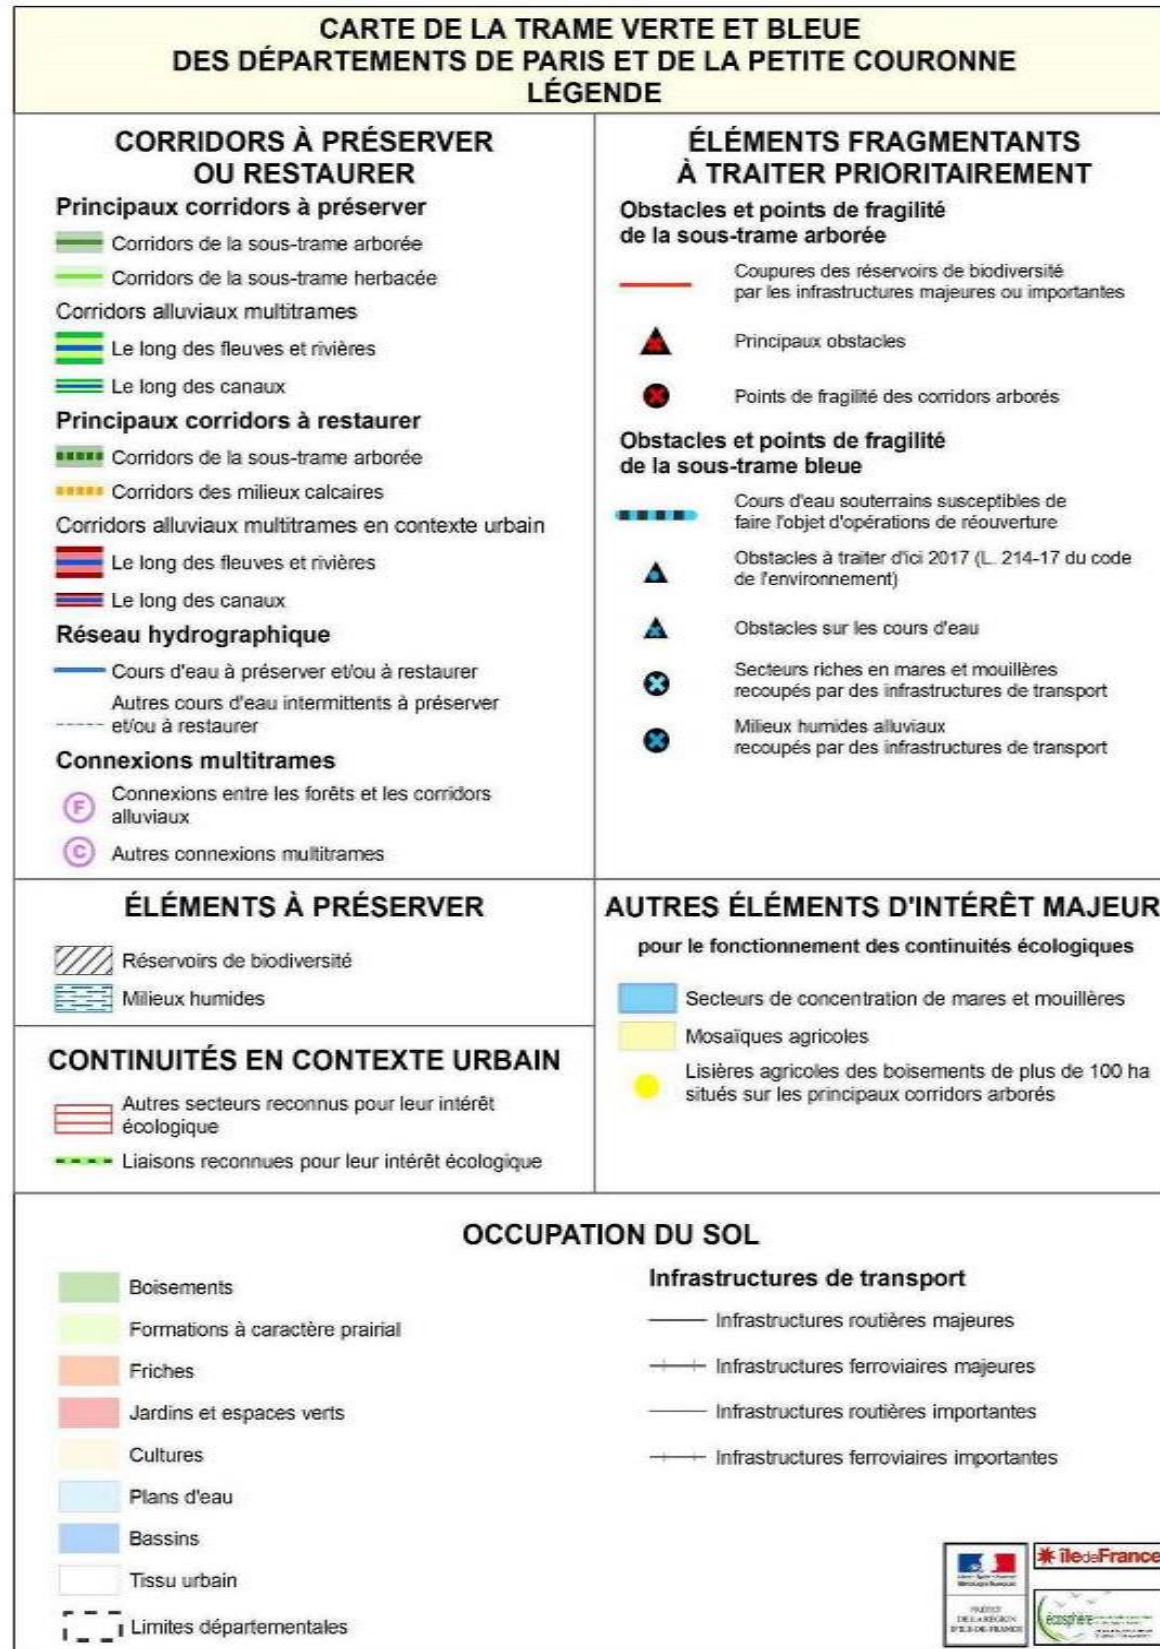 CARTE DE LA TRAME VERTE ET BLEUE
DES DÉPARTEMENTS DE PARIS ET DE LA PETITE COURONNE
LÉGENDE
CORRIDORS À PRÉSERVER
OU RESTAURER
Principaux corridors à préserver
Corridors de la sous-trame arborée
Corridors de la sous-trame herbacée
Corridors alluviaux multitrames
Le long des fleuves et rivières
Le long des canaux
Principaux corridors à restaurer
Corridors de la sous-trame arborée
Corridors des milieux calcaires
Corridors alluviaux multitrames en contexte urbain
Le long des fleuves et rivières
Le long des canaux
Réseau hydrographique
Cours d'eau à préserver et/ou à restaurer
Autres cours d'eau intermittents à préserver
et/ou à restaurer
Connexions multitrames
F
Connexions entre les forêts et les corridors
alluviaux
C
Autres connexions multitrames
ÉLÉMENTS FRAGMENTANTS
À TRAITER PRIORITAIREMENT
Obstacles et points de fragilité
de la sous-trame arborée
Coupures des réservoirs de biodiversité
par les infrastructures majeures ou importantes
Principaux obstacles
Points de fragilité des corridors arborés
Obstacles et points de fragilité
de la sous-trame bleue
Cours d'eau souterrains susceptibles de
faire l'objet d'opérations de réouverture
Obstacles à traiter d'ici 2017 (L. 214-17 du code
de l'environnement)
Obstacles sur les cours d'eau
Secteurs riches en mares et mouillères
recoupés par des infrastructures de transport
Milieux humides alluviaux
recoupés par des infrastructures de transport
ÉLÉMENTS À PRÉSERVER
Réservoirs de biodiversité
Milieux humides
CONTINUITÉS EN CONTEXTE URBAIN
Autres secteurs reconnus pour leur intérêt
écologique
Liaisons reconnues pour leur intérêt écologique
AUTRES ÉLÉMENTS D'INTÉRÊT MAJEUR
pour le fonctionnement des continuités écologiques
Secteurs de concentration de mares et mouillères
Mosaïques agricoles
Lisières agricoles des boisements de plus de 100 ha
situés sur les principaux corridors arborés
OCCUPATION DU SOL
Boisements
Formations à caractère prairial
Friches
Jardins et espaces verts
Cultures
Plans d'eau
Bassins
Tissu urbain
Limites départementales
Infrastructures de transport
Infrastructures routières majeures
Infrastructures ferroviaires majeures
Infrastructures routières importantes
Infrastructures ferroviaires importantes
PRÉFET
DE LA RÉGION
D'ÎLE-DE-FRANCE
îledeFrance
écosphère